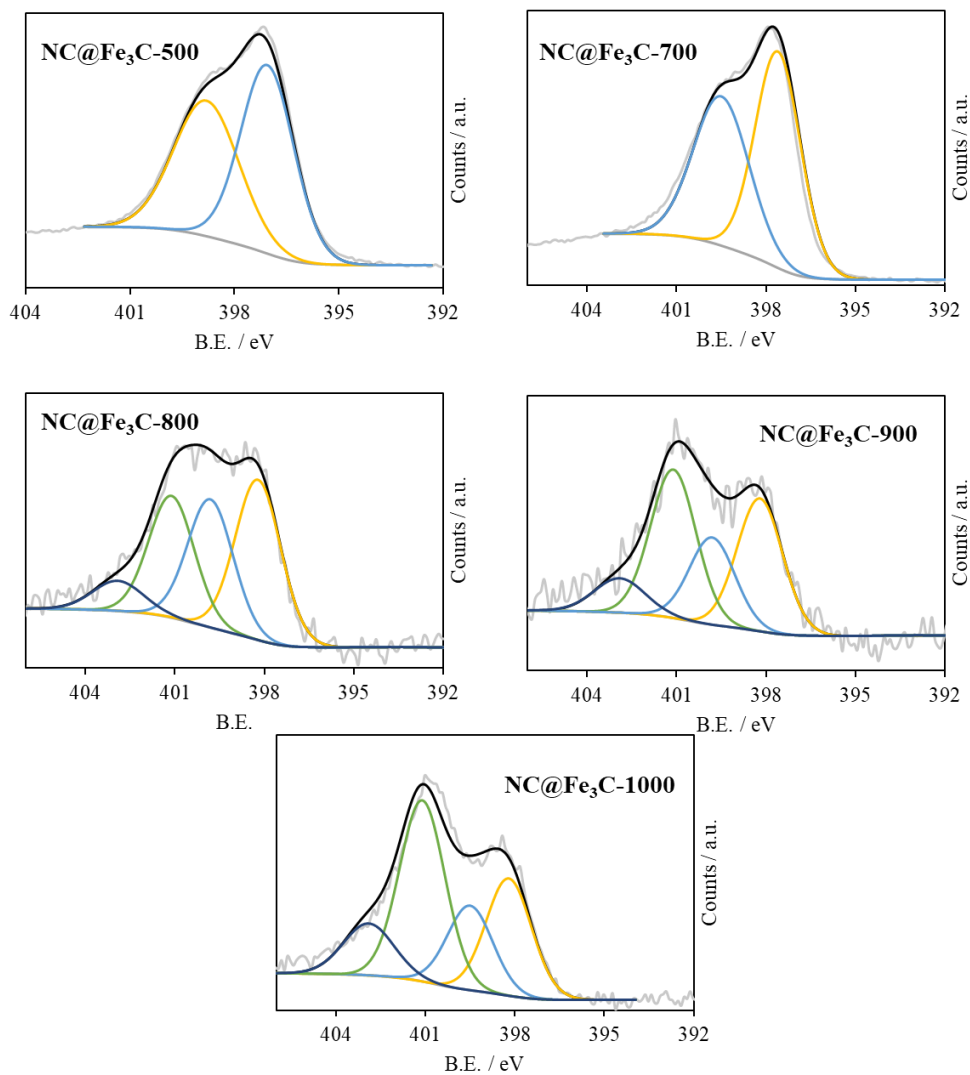 NC@Fe₃C-500
Counts / a.u.
404 401 398 395 392
B.E. / eV
NC@Fe₃C-700
Counts / a.u.
404 401 398 395 392
B.E. / eV
NC@Fe₃C-800
Counts / a.u.
404 401 398 395 392
B.E.
NC@Fe₃C-900
Counts / a.u.
404 401 398 395 392
B.E. / eV
NC@Fe₃C-1000
Counts / a.u.
404 401 398 395 392
B.E. / eV